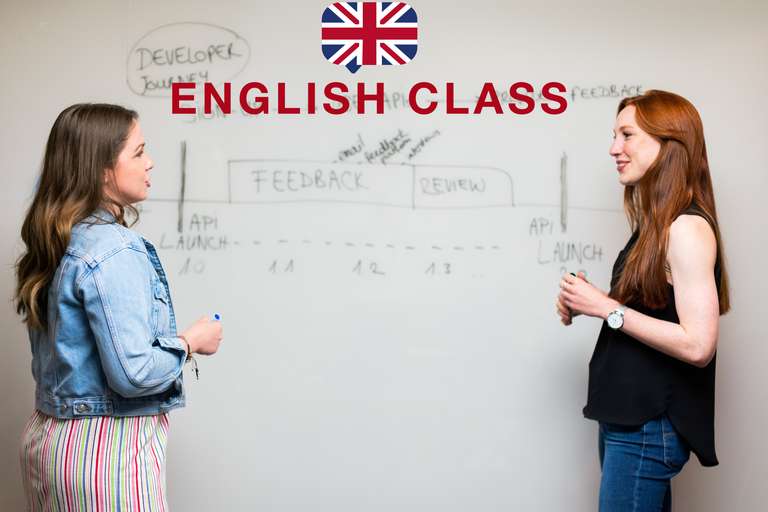 DEVELOPER
JOURNEY
ENGLISH CLASS
FEEDBACK
email
feedback
FEEDBACK
REVIEW
API
LAUNCH
1.0
1.1
1.2
1.3
API
LAUNCH